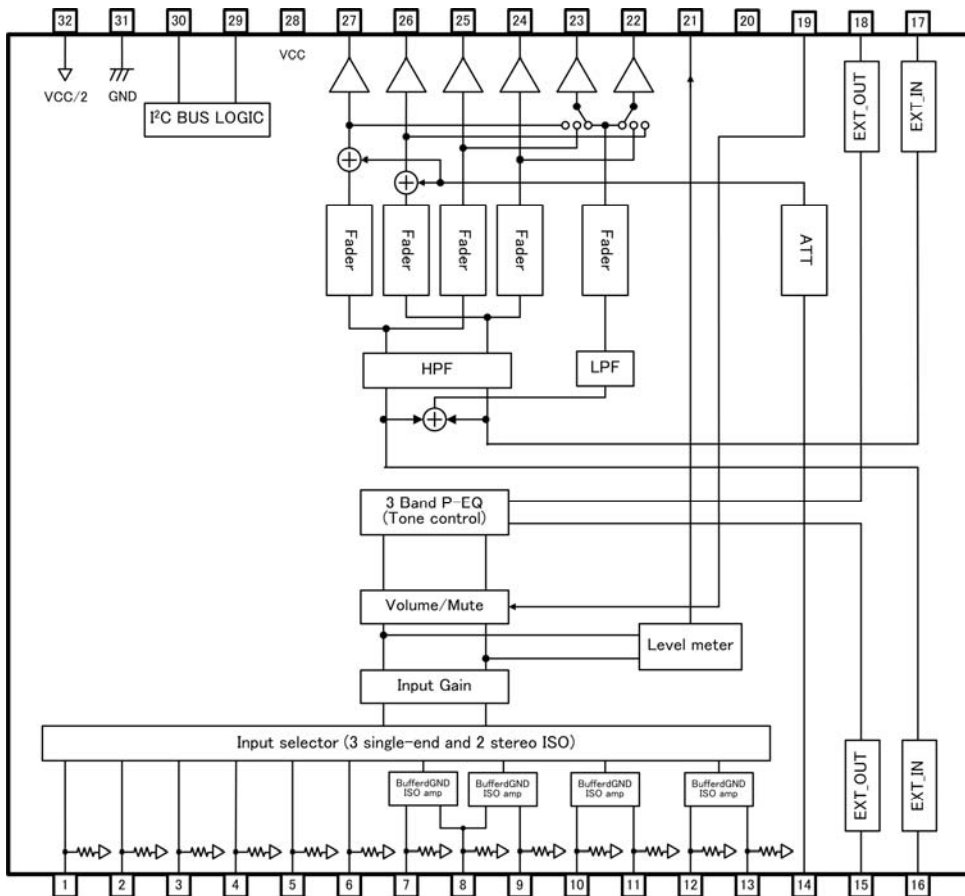 32 31 30 29 28 27 26 25 24 23 22 21 20 19 18 17
VCC
VCC/2
GND
I²C BUS LOGIC
EXT_OUT
EXT_IN
Fader
Fader
Fader
Fader
Fader
ATT
HPF
LPF
3 Band P-EQ
(Tone control)
Volume/Mute
Level meter
Input Gain
Input selector (3 single-end and 2 stereo ISO)
BufferdGND
ISO amp
BufferdGND
ISO amp
BufferdGND
ISO amp
BufferdGND
ISO amp
EXT_OUT
EXT_IN
1 2 3 4 5 6 7 8 9 10 11 12 13 14 15 16